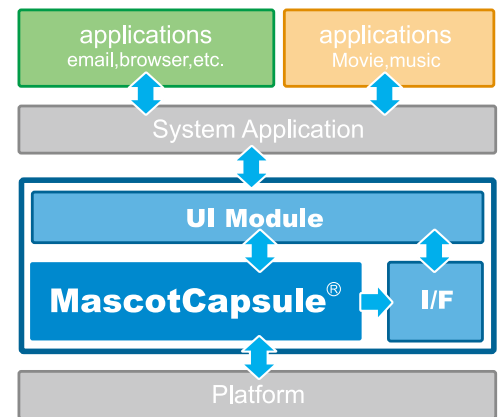 applications
email,browser,etc.
applications
Movie,music
System Application
UI Module
MascotCapsule®
I/F
Platform